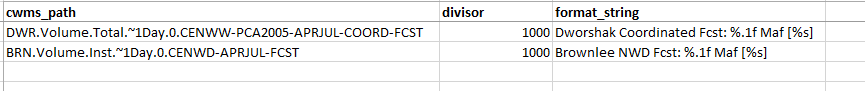 cwms_path divisor format_string
DWR.Volume.Total.~1Day.0.CENWW-PCA2005-APRJUL-COORD-FCST 1000 Dworshak Coordinated Fcst: %.1f Maf [%s]
BRN.Volume.Inst.~1Day.0.CENWD-APRJUL-FCST 1000 Brownlee NWD Fcst: %.1f Maf [%s]